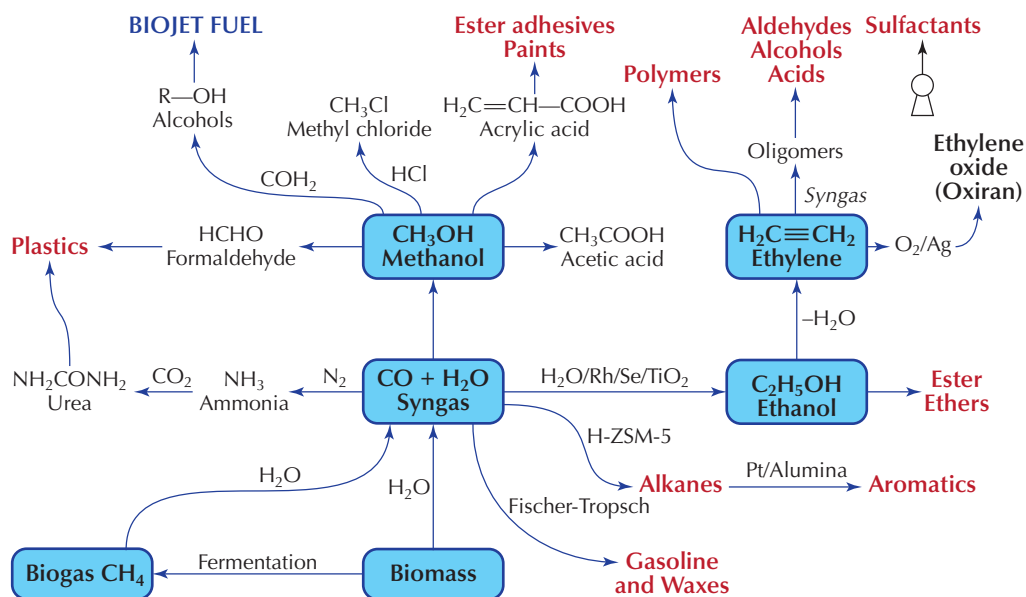 BIOJET FUEL
Ester adhesives
Paints
Aldehydes
Alcohols
Acids
Sulfactants
Polymers
R—OH
Alcohols
CH₃Cl
Methyl chloride
H₂C=CH—COOH
Acrylic acid
Oligomers
Ethylene
oxide
(Oxiran)
COH₂
HCl
Syngas
Plastics
HCHO
Formaldehyde
CH₃OH
Methanol
CH₃COOH
Acetic acid
H₂C≡CH₂
Ethylene
O₂/Ag
–H₂O
NH₂CONH₂
Urea
CO₂
NH₃
Ammonia
N₂
CO + H₂O
Syngas
H₂O/Rh/Se/TiO₂
C₂H₅OH
Ethanol
Ester
Ethers
H-ZSM-5
H₂O
H₂O
Alkanes
Pt/Alumina
Aromatics
Fischer-Tropsch
Biogas CH₄
Fermentation
Biomass
Gasoline
and Waxes